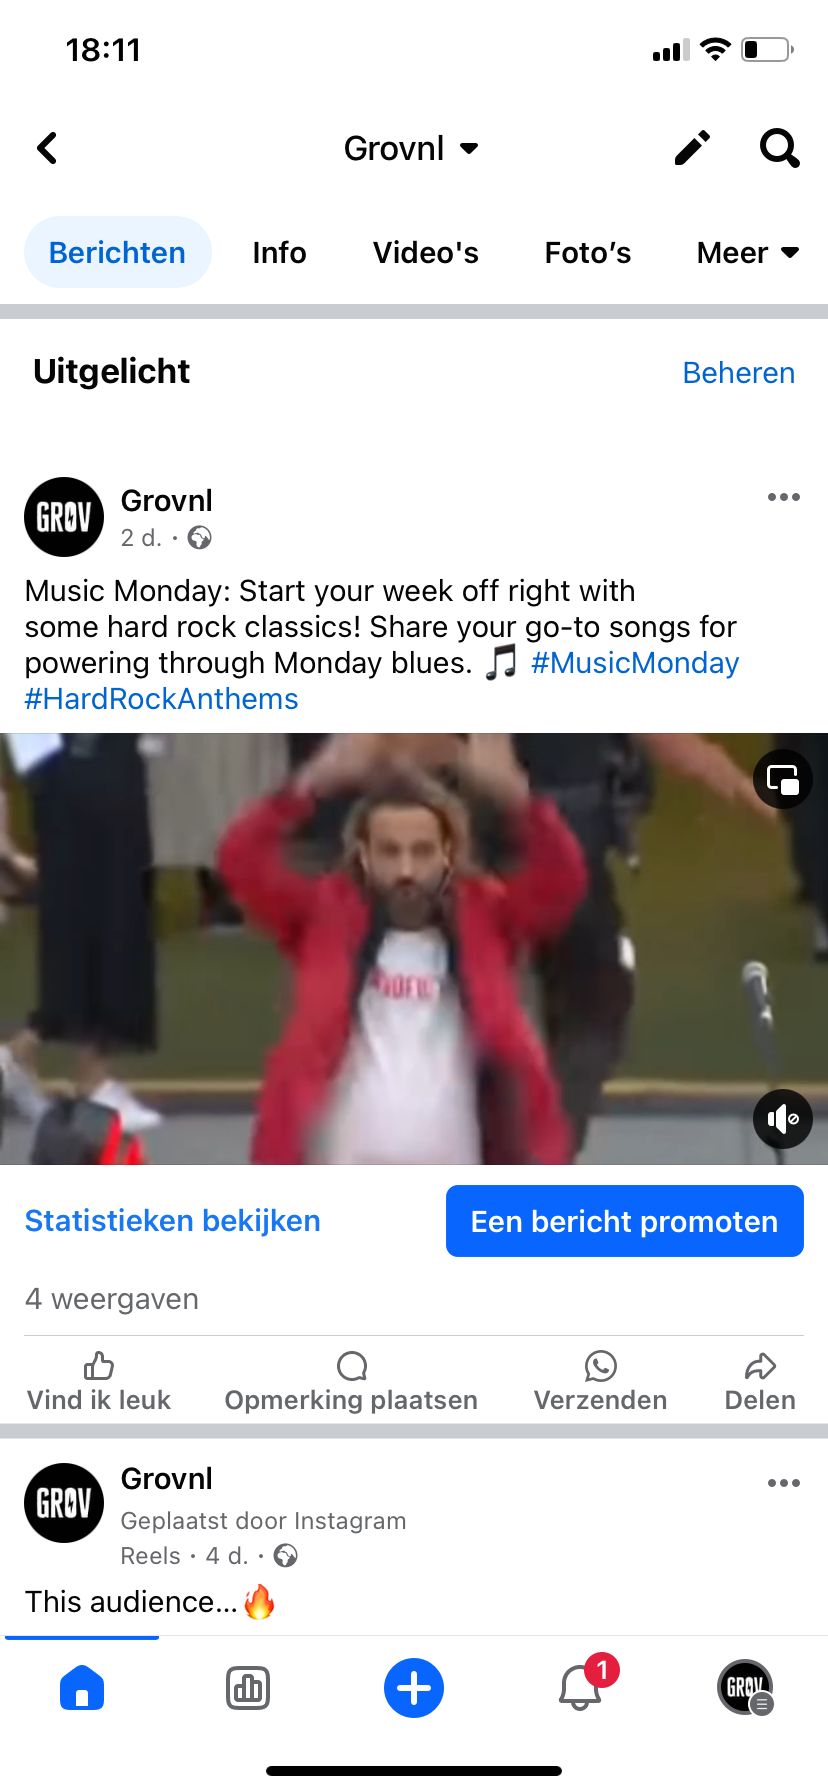 18:11
Grovnl
Berichten Info Video's Foto's Meer
Uitgelicht Beheren
GROV
Grovnl
2 d. ·
Music Monday: Start your week off right with
some hard rock classics! Share your go-to songs for
powering through Monday blues. 🎵 #MusicMonday
#HardRockAnthems
Statistieken bekijken Een bericht promoten
4 weergaven
Vind ik leuk Opmerking plaatsen Verzenden Delen
GROV
Grovnl
Geplaatst door Instagram
Reels · 4 d. ·
This audience...🔥
1
GROV